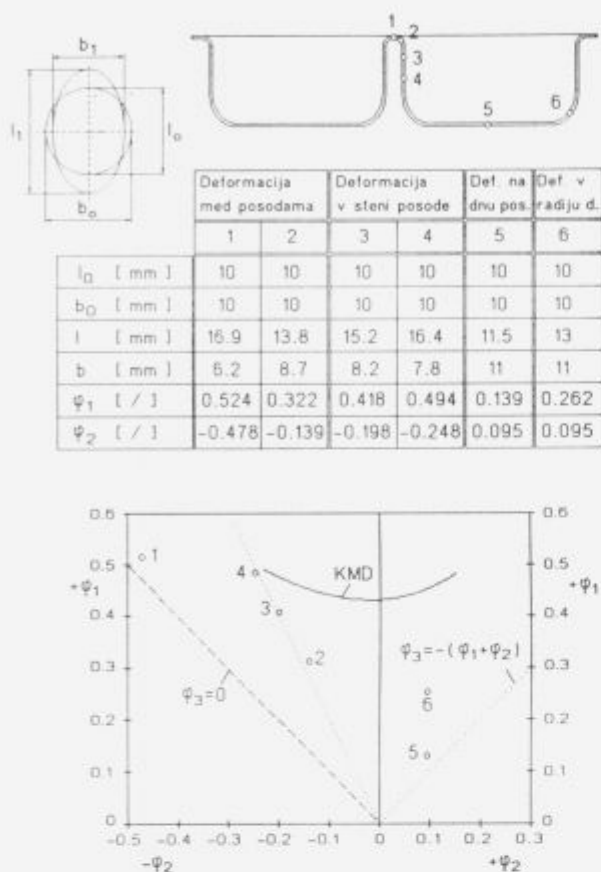 1 2
3
4
5
6
b₁
l₁
l₀
b₀
Deformacija med posodama | Deformacija v steni posode | Def. na dnu pos. | Def. v radiju d.
1 | 2 | 3 | 4 | 5 | 6
l₀ [ mm ] | 10 | 10 | 10 | 10 | 10 | 10
b₀ [ mm ] | 10 | 10 | 10 | 10 | 10 | 10
l [ mm ] | 16.9 | 13.8 | 15.2 | 16.4 | 11.5 | 13
b [ mm ] | 6.2 | 8.7 | 8.2 | 7.8 | 11 | 11
φ₁ [ / ] | 0.524 | 0.322 | 0.418 | 0.494 | 0.139 | 0.262
φ₂ [ / ] | -0.478 | -0.139 | -0.198 | -0.248 | 0.095 | 0.095
0.6 0.6
0.5 1 4 KMD 0.5
+φ₁ +φ₁
0.4 3 0.4
0.3 2 φ₃=-(φ₁+φ₂) 0.3
φ₃=0 6
0.2 0.2
0.1 5 0.1
0 0
-0.5 -0.4 -0.3 -0.2 -0.1 0 0.1 0.2 0.3
-φ₂ +φ₂